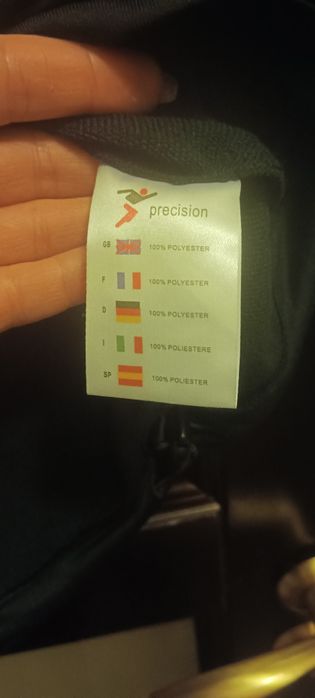 precision
GB 100% POLYESTER
F 100% POLYESTER
D 100% POLYESTER
I 100% POLIESTERE
SP 100% POLIESTER